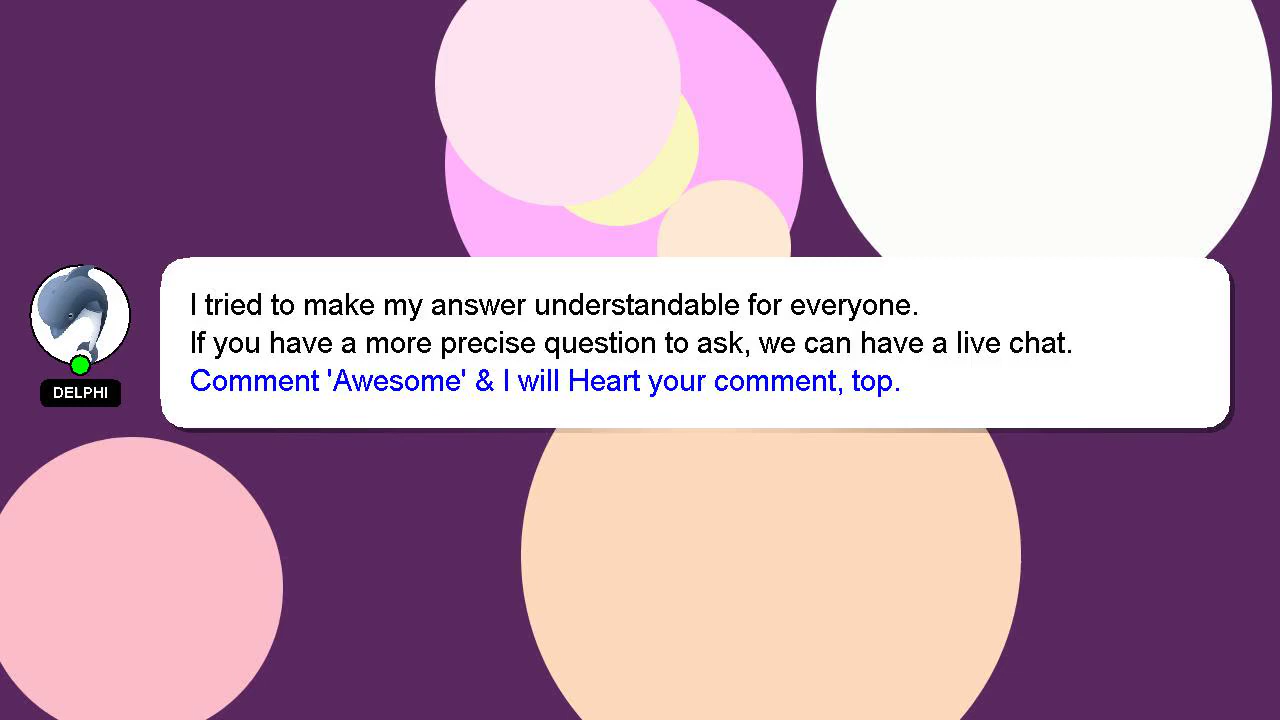 I tried to make my answer understandable for everyone.
If you have a more precise question to ask, we can have a live chat.
Comment 'Awesome' & I will Heart your comment, top.
DELPHI